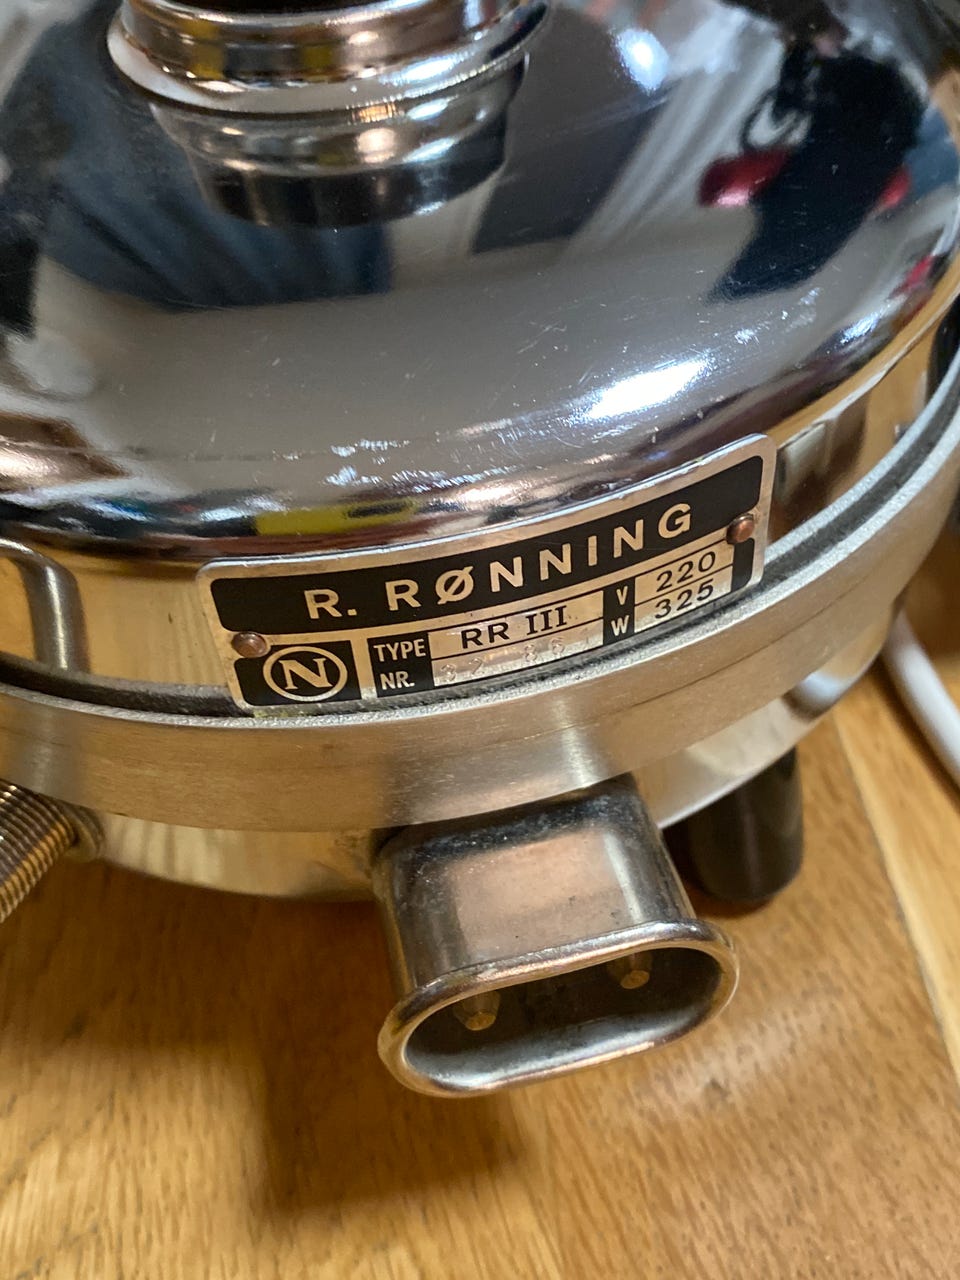 R. RØNNING
N
TYPE RR III V 220
NR. W 325